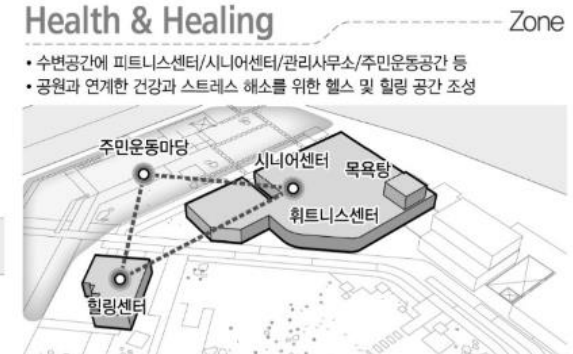 Health & Healing Zone
• 수변공간에 피트니스센터/시니어센터/관리사무소/주민운동공간 등
• 공원과 연계한 건강과 스트레스 해소를 위한 헬스 및 힐링 공간 조성
주민운동마당
시니어센터
목욕탕
휘트니스센터
힐링센터